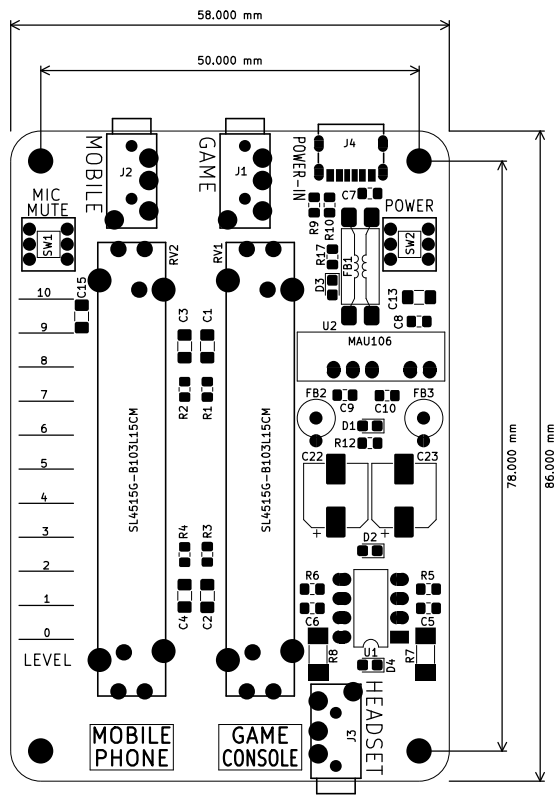 58.000 mm
50.000 mm
MOBILE
J2
GAME
J1
POWER-IN
J4
C7
MIC
MUTE
SW1
R9
R10
POWER
SW2
RV2
RV1
R17
FB1
D3
C15
C13
C8
10
9
8
7
6
5
4
3
2
1
0
LEVEL
C3
C1
U2
MAU106
R2
R1
FB2
C9
C10
FB3
D1
R12
SL4515G-B103L15CM
SL4515G-B103L15CM
C22
C23
+
+
78.000 mm
86.000 mm
D2
R4
R3
R6
R5
C4
C2
C6
C5
U1
R8
R7
D4
HEADSET
J3
MOBILE
PHONE
GAME
CONSOLE